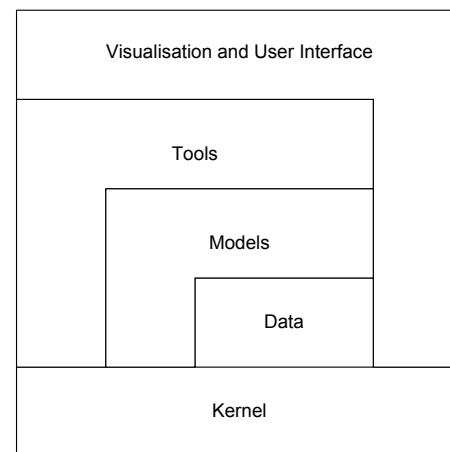 Visualisation and User Interface
Tools
Models
Data
Kernel